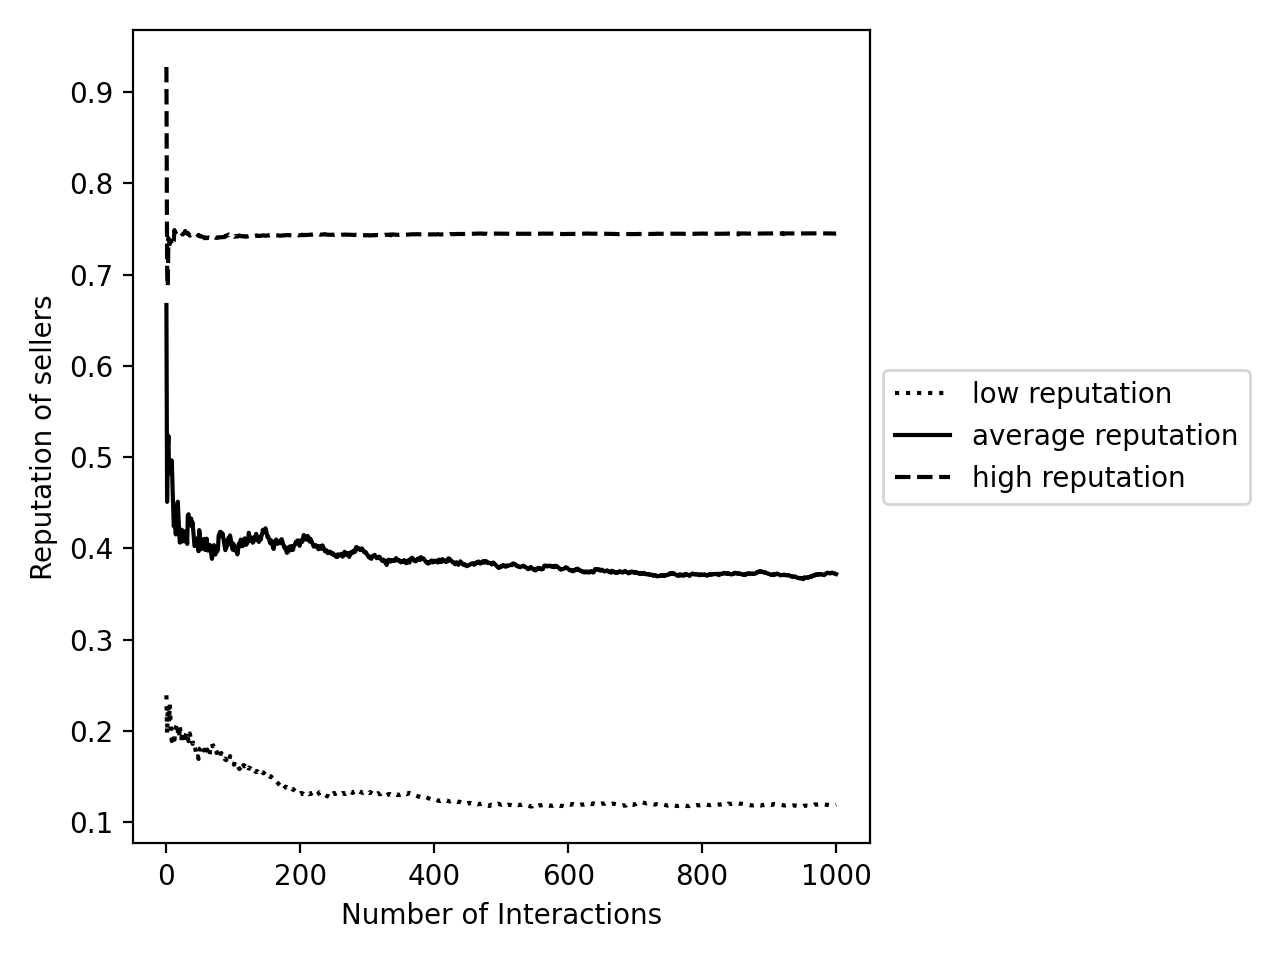 0.9
0.8
0.7
0.6
0.5
0.4
0.3
0.2
0.1
Reputation of sellers
0 200 400 600 800 1000
Number of Interactions
low reputation
average reputation
high reputation